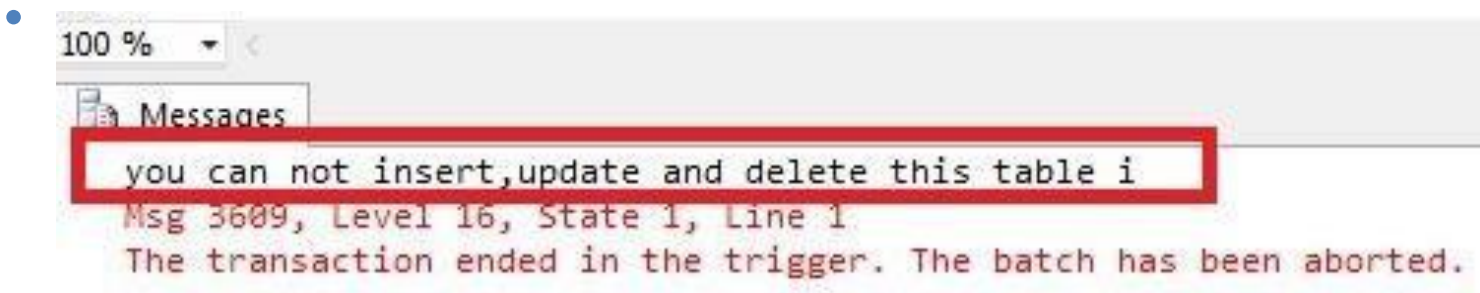 100 %
Messages
you can not insert,update and delete this table i
Msg 3609, Level 16, State 1, Line 1
The transaction ended in the trigger. The batch has been aborted.